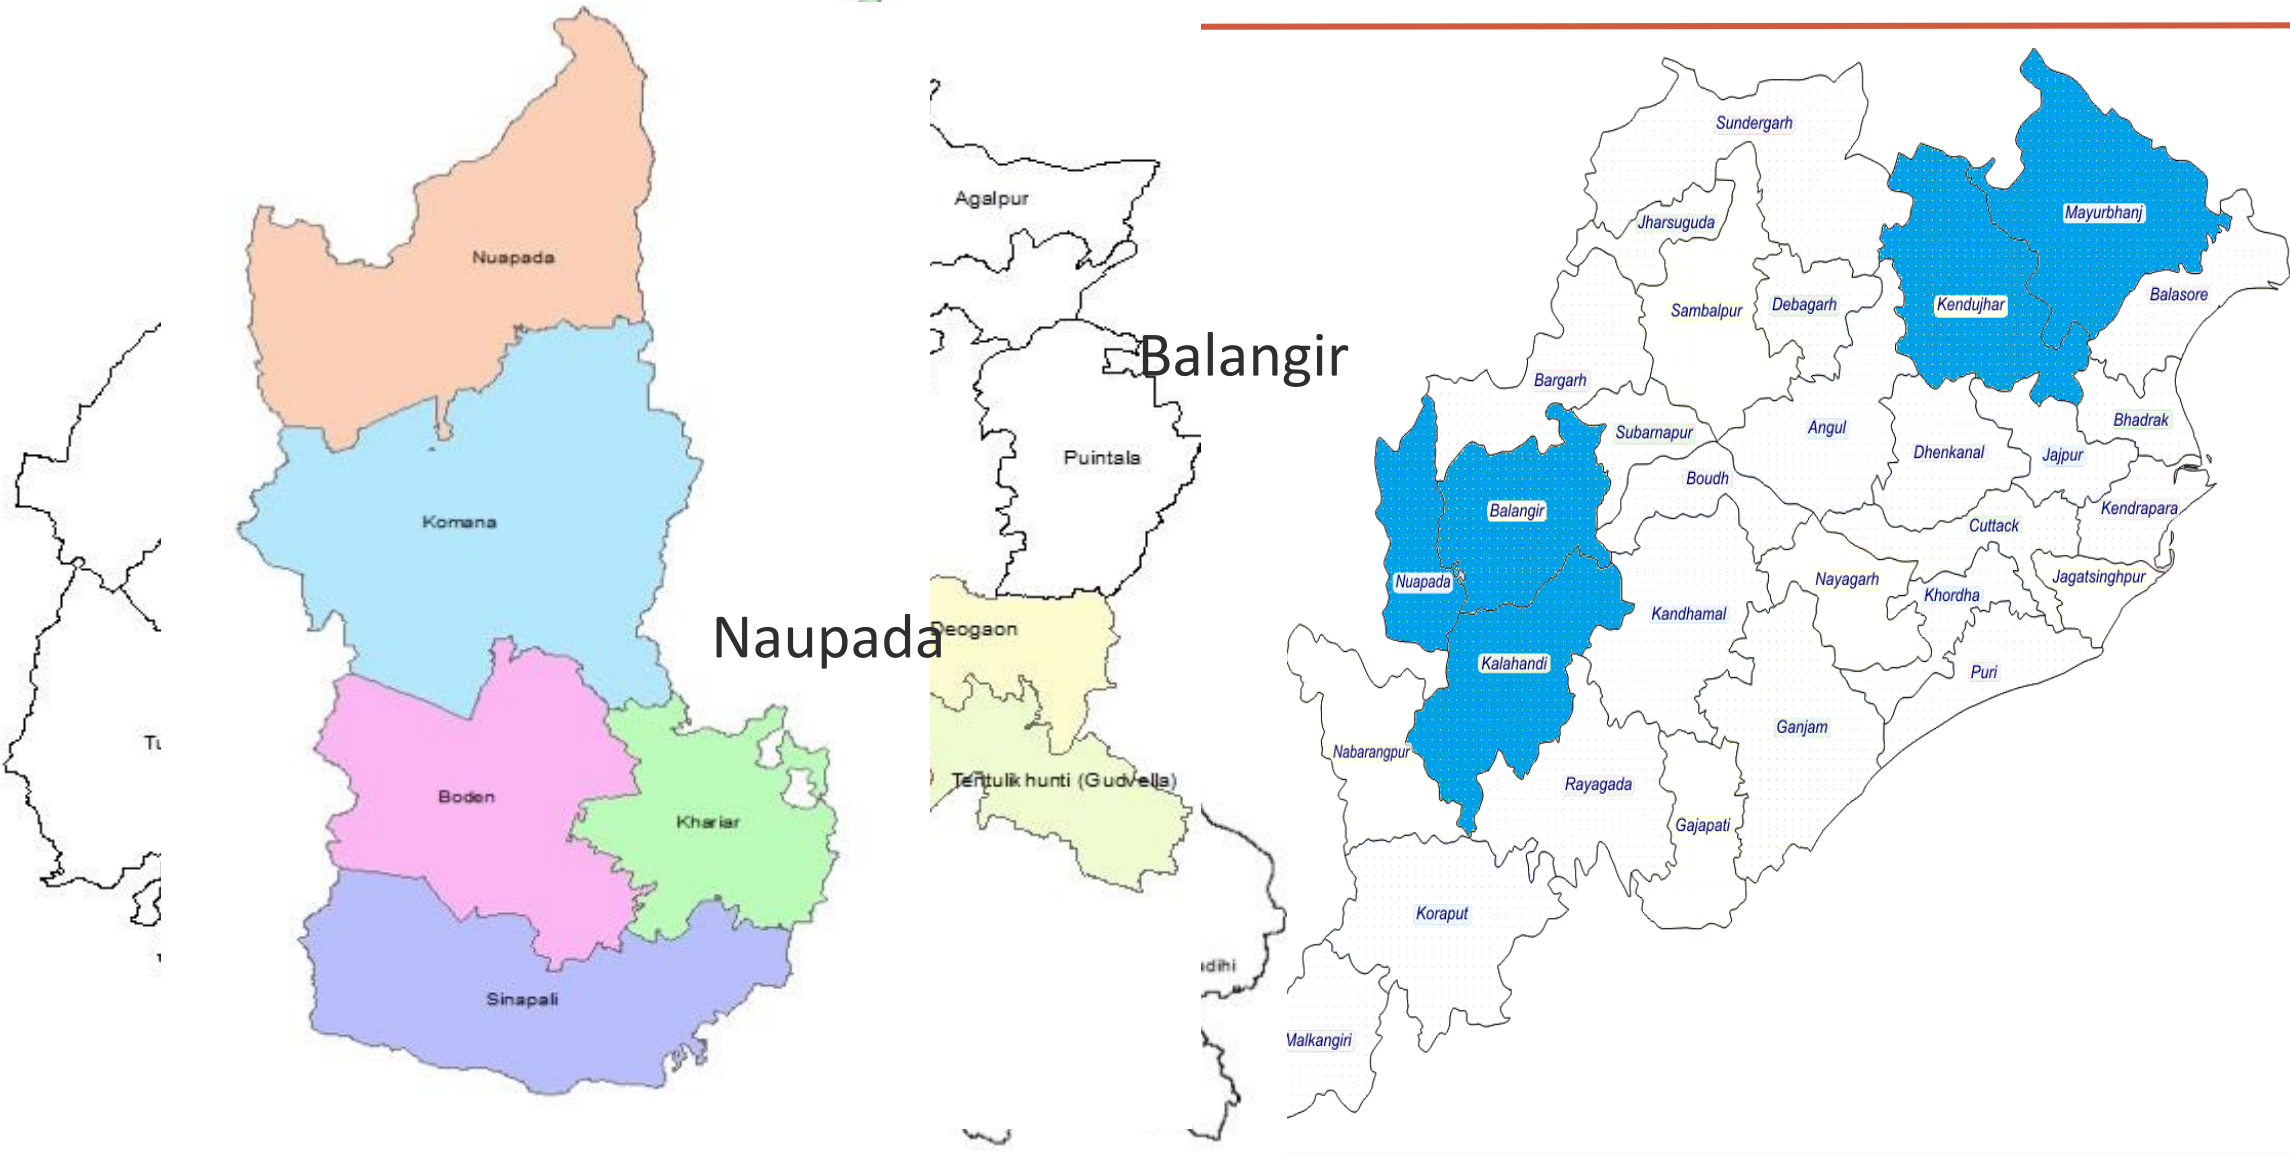 Nuapada
Komana
Boden
Khariar
Sinapali
Naupada
Agalpur
Puintala
Balangir
Deogaon
Tentulikhunti (Gudvella)
Sundergarh
Jharsuguda
Mayurbhanj
Sambalpur
Debagarh
Kendujhar
Balasore
Bargarh
Subarnapur
Angul
Bhadrak
Dhenkanal
Jajpur
Boudh
Balangir
Kendrapara
Cuttack
Nuapada
Nayagarh
Jagatsinghpur
Khordha
Kandhamal
Kalahandi
Puri
Ganjam
Nabarangpur
Rayagada
Gajapati
Koraput
Malkangiri